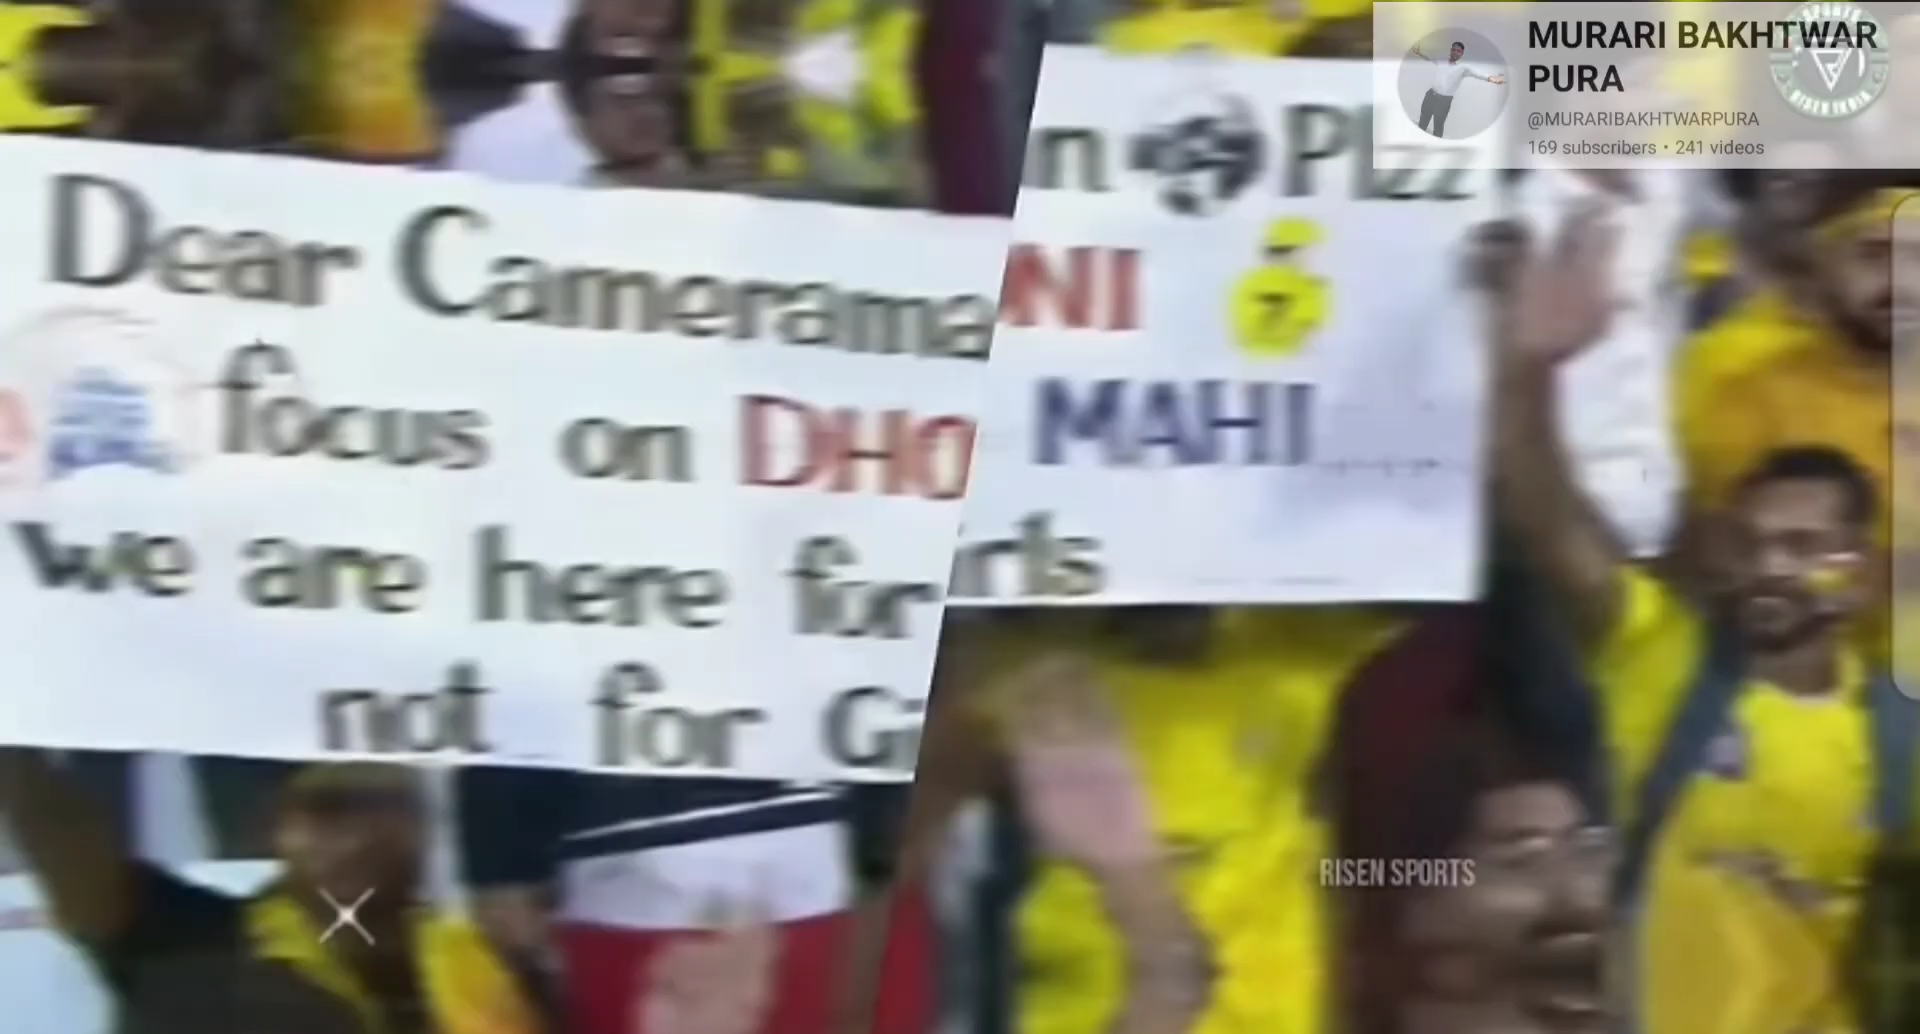 Dear Camerama
n Plzz
focus on DHO
NI
7
we are here for
MAHI
not for Gi
rls
MURARI BAKHTWAR
PURA
@MURARIBAKHTWARPURA
169 subscribers • 241 videos
RISEN SPORTS